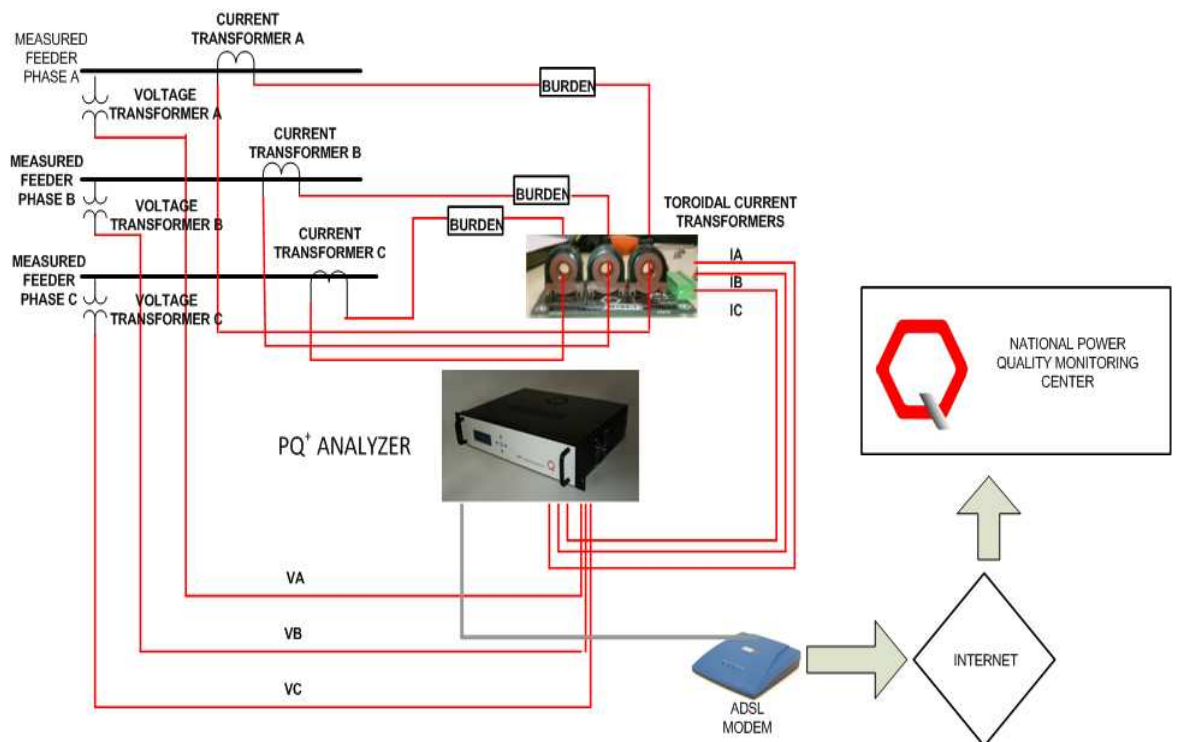 CURRENT
TRANSFORMER A
MEASURED
FEEDER
PHASE A
BURDEN
VOLTAGE
TRANSFORMER A
CURRENT
TRANSFORMER B
MEASURED
FEEDER
PHASE B
BURDEN
VOLTAGE
TRANSFORMER B
BURDEN
TOROIDAL CURRENT
TRANSFORMERS
CURRENT
TRANSFORMER C
MEASURED
FEEDER
PHASE C
VOLTAGE
TRANSFORMER C
IA
IB
IC
NATIONAL POWER
QUALITY MONITORING
CENTER
PQ+ ANALYZER
VA
VB
VC
INTERNET
ADSL
MODEM